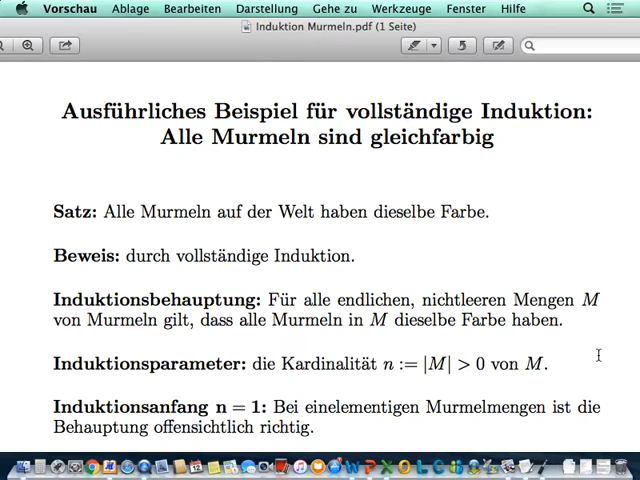 Vorschau Ablage Bearbeiten Darstellung Gehe zu Werkzeuge Fenster Hilfe
Induktion Murmeln.pdf (1 Seite)
Ausführliches Beispiel für vollständige Induktion:
Alle Murmeln sind gleichfarbig
Satz: Alle Murmeln auf der Welt haben dieselbe Farbe.
Beweis: durch vollständige Induktion.
Induktionsbehauptung: Für alle endlichen, nichtleeren Mengen M
von Murmeln gilt, dass alle Murmeln in M dieselbe Farbe haben.
Induktionsparameter: die Kardinalität n := |M| > 0 von M.
Induktionsanfang n = 1: Bei einelementigen Murmelmengen ist die
Behauptung offensichtlich richtig.